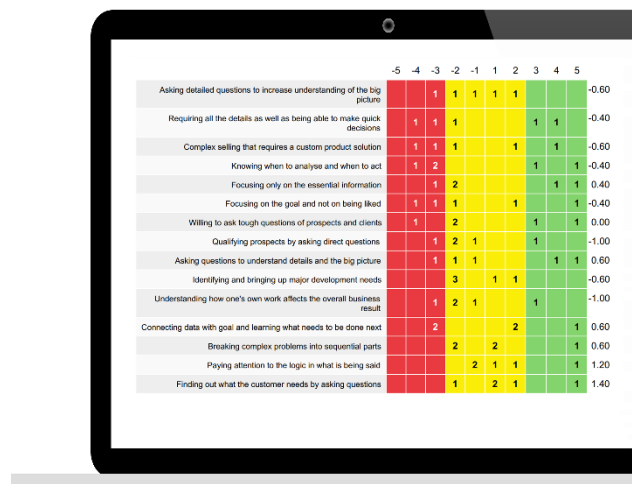 -5 -4 -3 -2 -1 1 2 3 4 5
Asking detailed questions to increase understanding of the big
picture
1 1 1 1 1 -0.60
Requiring all the details as well as being able to make quick
decisions
1 1 1 1 1 -0.40
Complex selling that requires a custom product solution 1 1 1 1 1 -0.60
Knowing when to analyse and when to act 1 2 1 1 -0.40
Focusing only on the essential information 1 2 1 1 0.40
Focusing on the goal and not on being liked 1 1 1 1 1 -0.40
Willing to ask tough questions of prospects and clients 1 2 1 1 0.00
Qualifying prospects by asking direct questions 1 2 1 1 -1.00
Asking questions to understand details and the big picture 1 1 1 1 1 0.60
Identifying and bringing up major development needs 3 1 1 -0.60
Understanding how one's own work affects the overall business
result
1 2 1 1 -1.00
Connecting data with goal and learning what needs to be done next 2 2 1 0.60
Breaking complex problems into sequential parts 2 2 1 0.60
Paying attention to the logic in what is being said 2 1 1 1 1.20
Finding out what the customer needs by asking questions 1 2 1 1 1.40